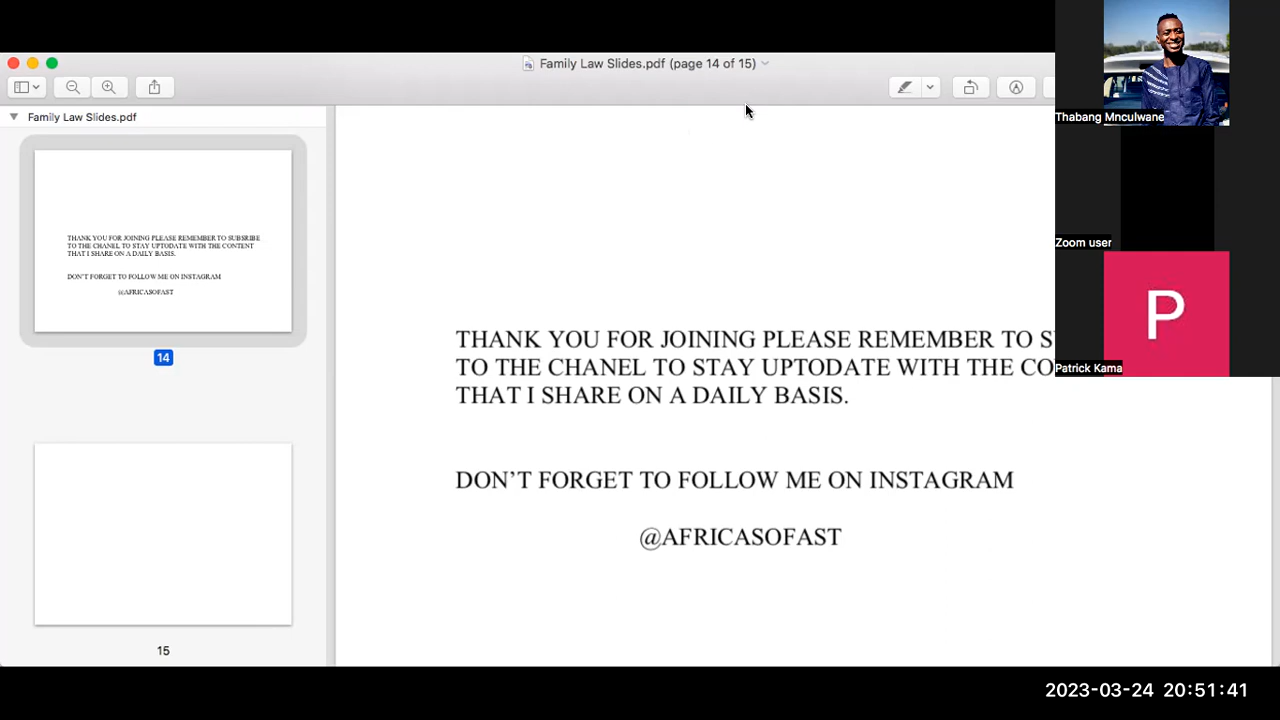 Family Law Slides.pdf (page 14 of 15)
Family Law Slides.pdf
THANK YOU FOR JOINING PLEASE REMEMBER TO SUBSRIBE
TO THE CHANEL TO STAY UPTODATE WITH THE CONTENT
THAT I SHARE ON A DAILY BASIS.
DON'T FORGET TO FOLLOW ME ON INSTAGRAM
@AFRICASOFAST
14
15
THANK YOU FOR JOINING PLEASE REMEMBER TO
TO THE CHANEL TO STAY UPTODATE WITH THE
THAT I SHARE ON A DAILY BASIS.
DON'T FORGET TO FOLLOW ME ON INSTAGRAM
@AFRICASOFAST
Thabang Mnculwane
Zoom user
P
Patrick Kama
2023-03-24 20:51:41